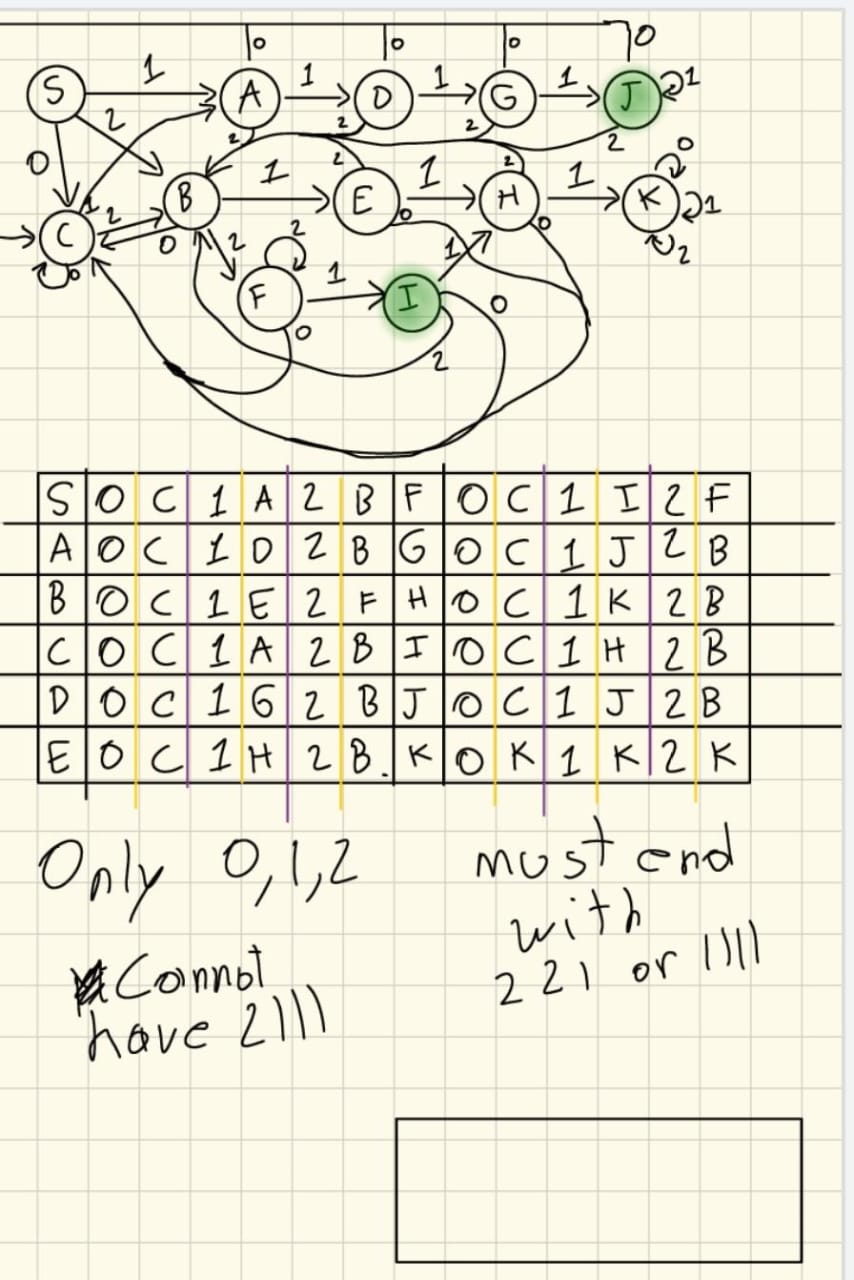 0
0
0
0
S 1 A 1 D 1 G 1 J 1
2
0
2 2 2 2
1 2 B 1 2 E 1 2 H 1 K 0
C 0 2 0 0 1
0 2 1 2
F 1 I 0
0
2
S 0 C 1 A 2 B F 0 C 1 I 2 F
A 0 C 1 D 2 B G 0 C 1 J 2 B
B 0 C 1 E 2 F H 0 C 1 K 2 B
C 0 C 1 A 2 B I 0 C 1 H 2 B
D 0 C 1 G 2 B J 0 C 1 J 2 B
E 0 C 1 H 2 B. K 0 K 1 K 2 K
Only 0,1,2
Cannot
have 2111
must end
with
221 or 1111